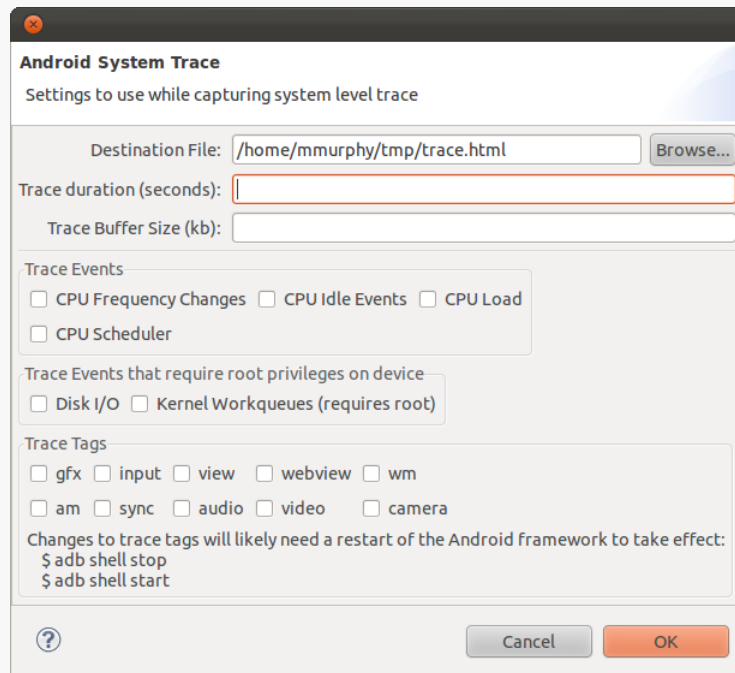 Android System Trace
Settings to use while capturing system level trace
Destination File: /home/mmurphy/tmp/trace.html Browse...
Trace duration (seconds):
Trace Buffer Size (kb):
Trace Events
CPU Frequency Changes CPU Idle Events CPU Load
CPU Scheduler
Trace Events that require root privileges on device
Disk I/O Kernel Workqueues (requires root)
Trace Tags
gfx input view webview wm
am sync audio video camera
Changes to trace tags will likely need a restart of the Android framework to take effect:
$ adb shell stop
$ adb shell start
? Cancel OK